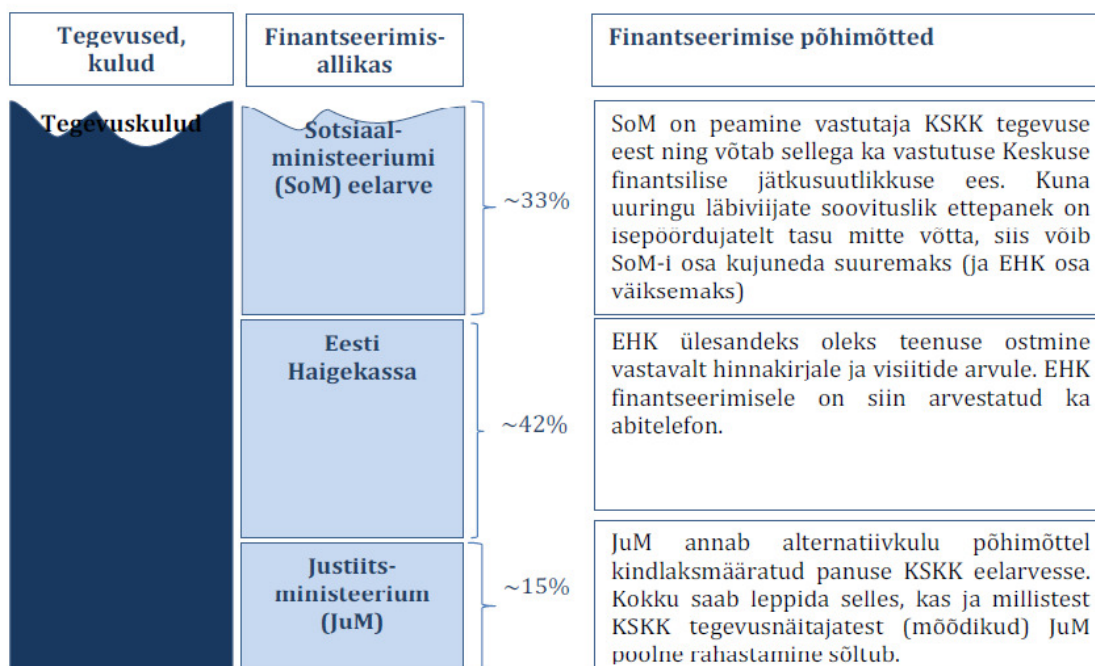 Tegevused,
kulud
Finantseerimis-
allikas
Finantseerimise põhimõtted
Tegevuskulud
Sotsiaal-
ministeeriumi
(SoM) eelarve
~33%
SoM on peamine vastutaja KSKK tegevuse
eest ning võtab sellega ka vastutuse Keskuse
finantsilise jätkusuutlikkuse ees. Kuna
uuringu läbiviijate soovituslik ettepanek on
isepöördujatelt tasu mitte võtta, siis võib
SoM-i osa kujuneda suuremaks (ja EHK osa
väiksemaks)
Eesti
Haigekassa
~42%
EHK ülesandeks oleks teenuse ostmine
vastavalt hinnakirjale ja visiitide arvule. EHK
finantseerimisele on siin arvestatud ka
abitelefon.
Justiits-
ministeerium
(JuM)
~15%
JuM annab alternatiivkulu põhimõttel
kindlaksmääratud panuse KSKK eelarvesse.
Kokku saab leppida selles, kas ja millistest
KSKK tegevusnäitajatest (mõõdikud) JuM
poolne rahastamine sõltub.